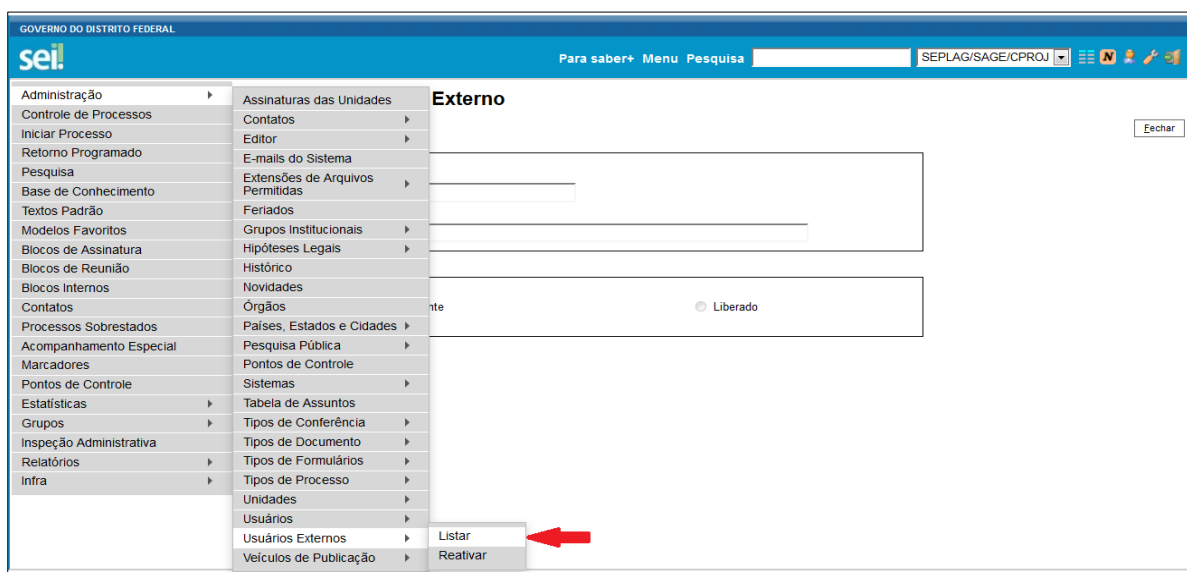 GOVERNO DO DISTRITO FEDERAL
sei!
Para saber+ Menu Pesquisa
SEPLAG/SAGE/CPROJ
N
Externo
Fechar
Administração
Controle de Processos
Iniciar Processo
Retorno Programado
Pesquisa
Base de Conhecimento
Textos Padrão
Modelos Favoritos
Blocos de Assinatura
Blocos de Reunião
Blocos Internos
Contatos
Processos Sobrestados
Acompanhamento Especial
Marcadores
Pontos de Controle
Estatísticas
Grupos
Inspeção Administrativa
Relatórios
Infra
Assinaturas das Unidades
Contatos
Editor
E-mails do Sistema
Extensões de Arquivos
Permitidas
Feriados
Grupos Institucionais
Hipóteses Legais
Histórico
Novidades
Órgãos
Países, Estados e Cidades
Pesquisa Pública
Pontos de Controle
Sistemas
Tabela de Assuntos
Tipos de Conferência
Tipos de Documento
Tipos de Formulários
Tipos de Processo
Unidades
Usuários
Usuários Externos
Veículos de Publicação
nte
Liberado
Listar
Reativar